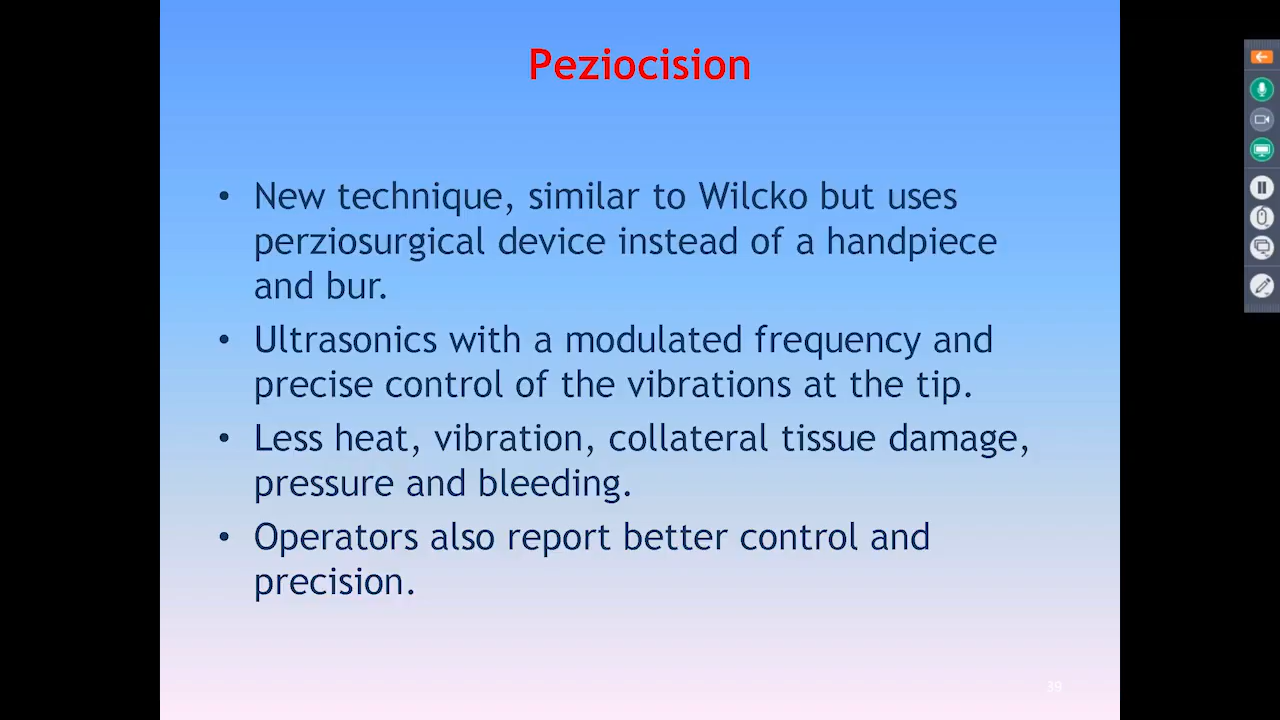 Peziocision
• New technique, similar to Wilcko but uses
perziosurgical device instead of a handpiece
and bur.
• Ultrasonics with a modulated frequency and
precise control of the vibrations at the tip.
• Less heat, vibration, collateral tissue damage,
pressure and bleeding.
• Operators also report better control and
precision.
39